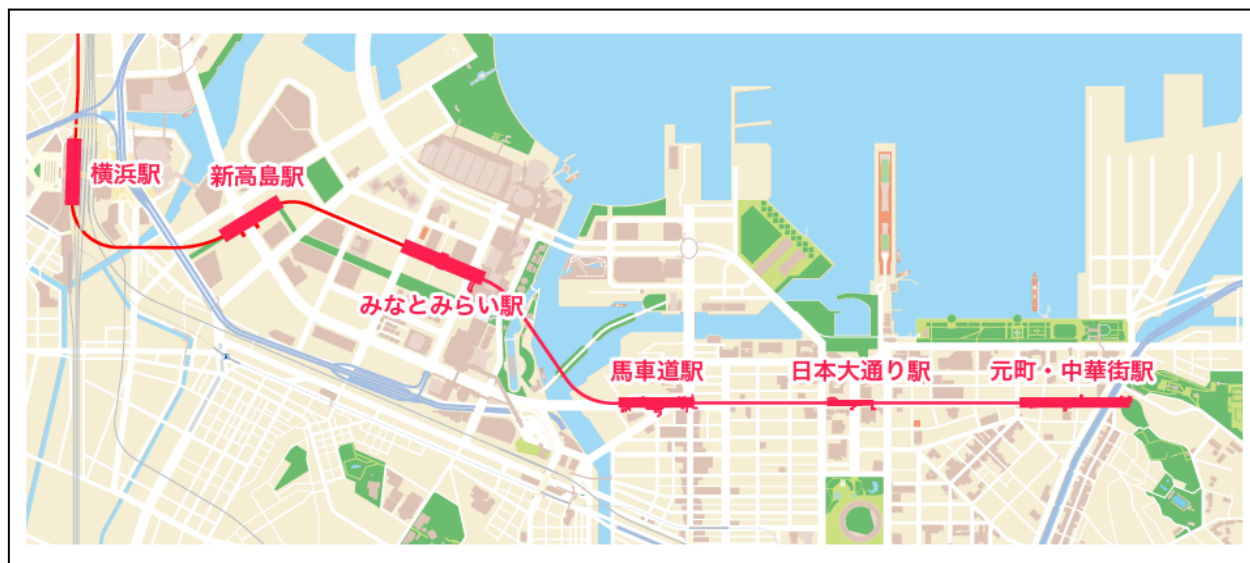 横浜駅
新高島駅
みなとみらい駅
馬車道駅
日本大通り駅
元町・中華街駅